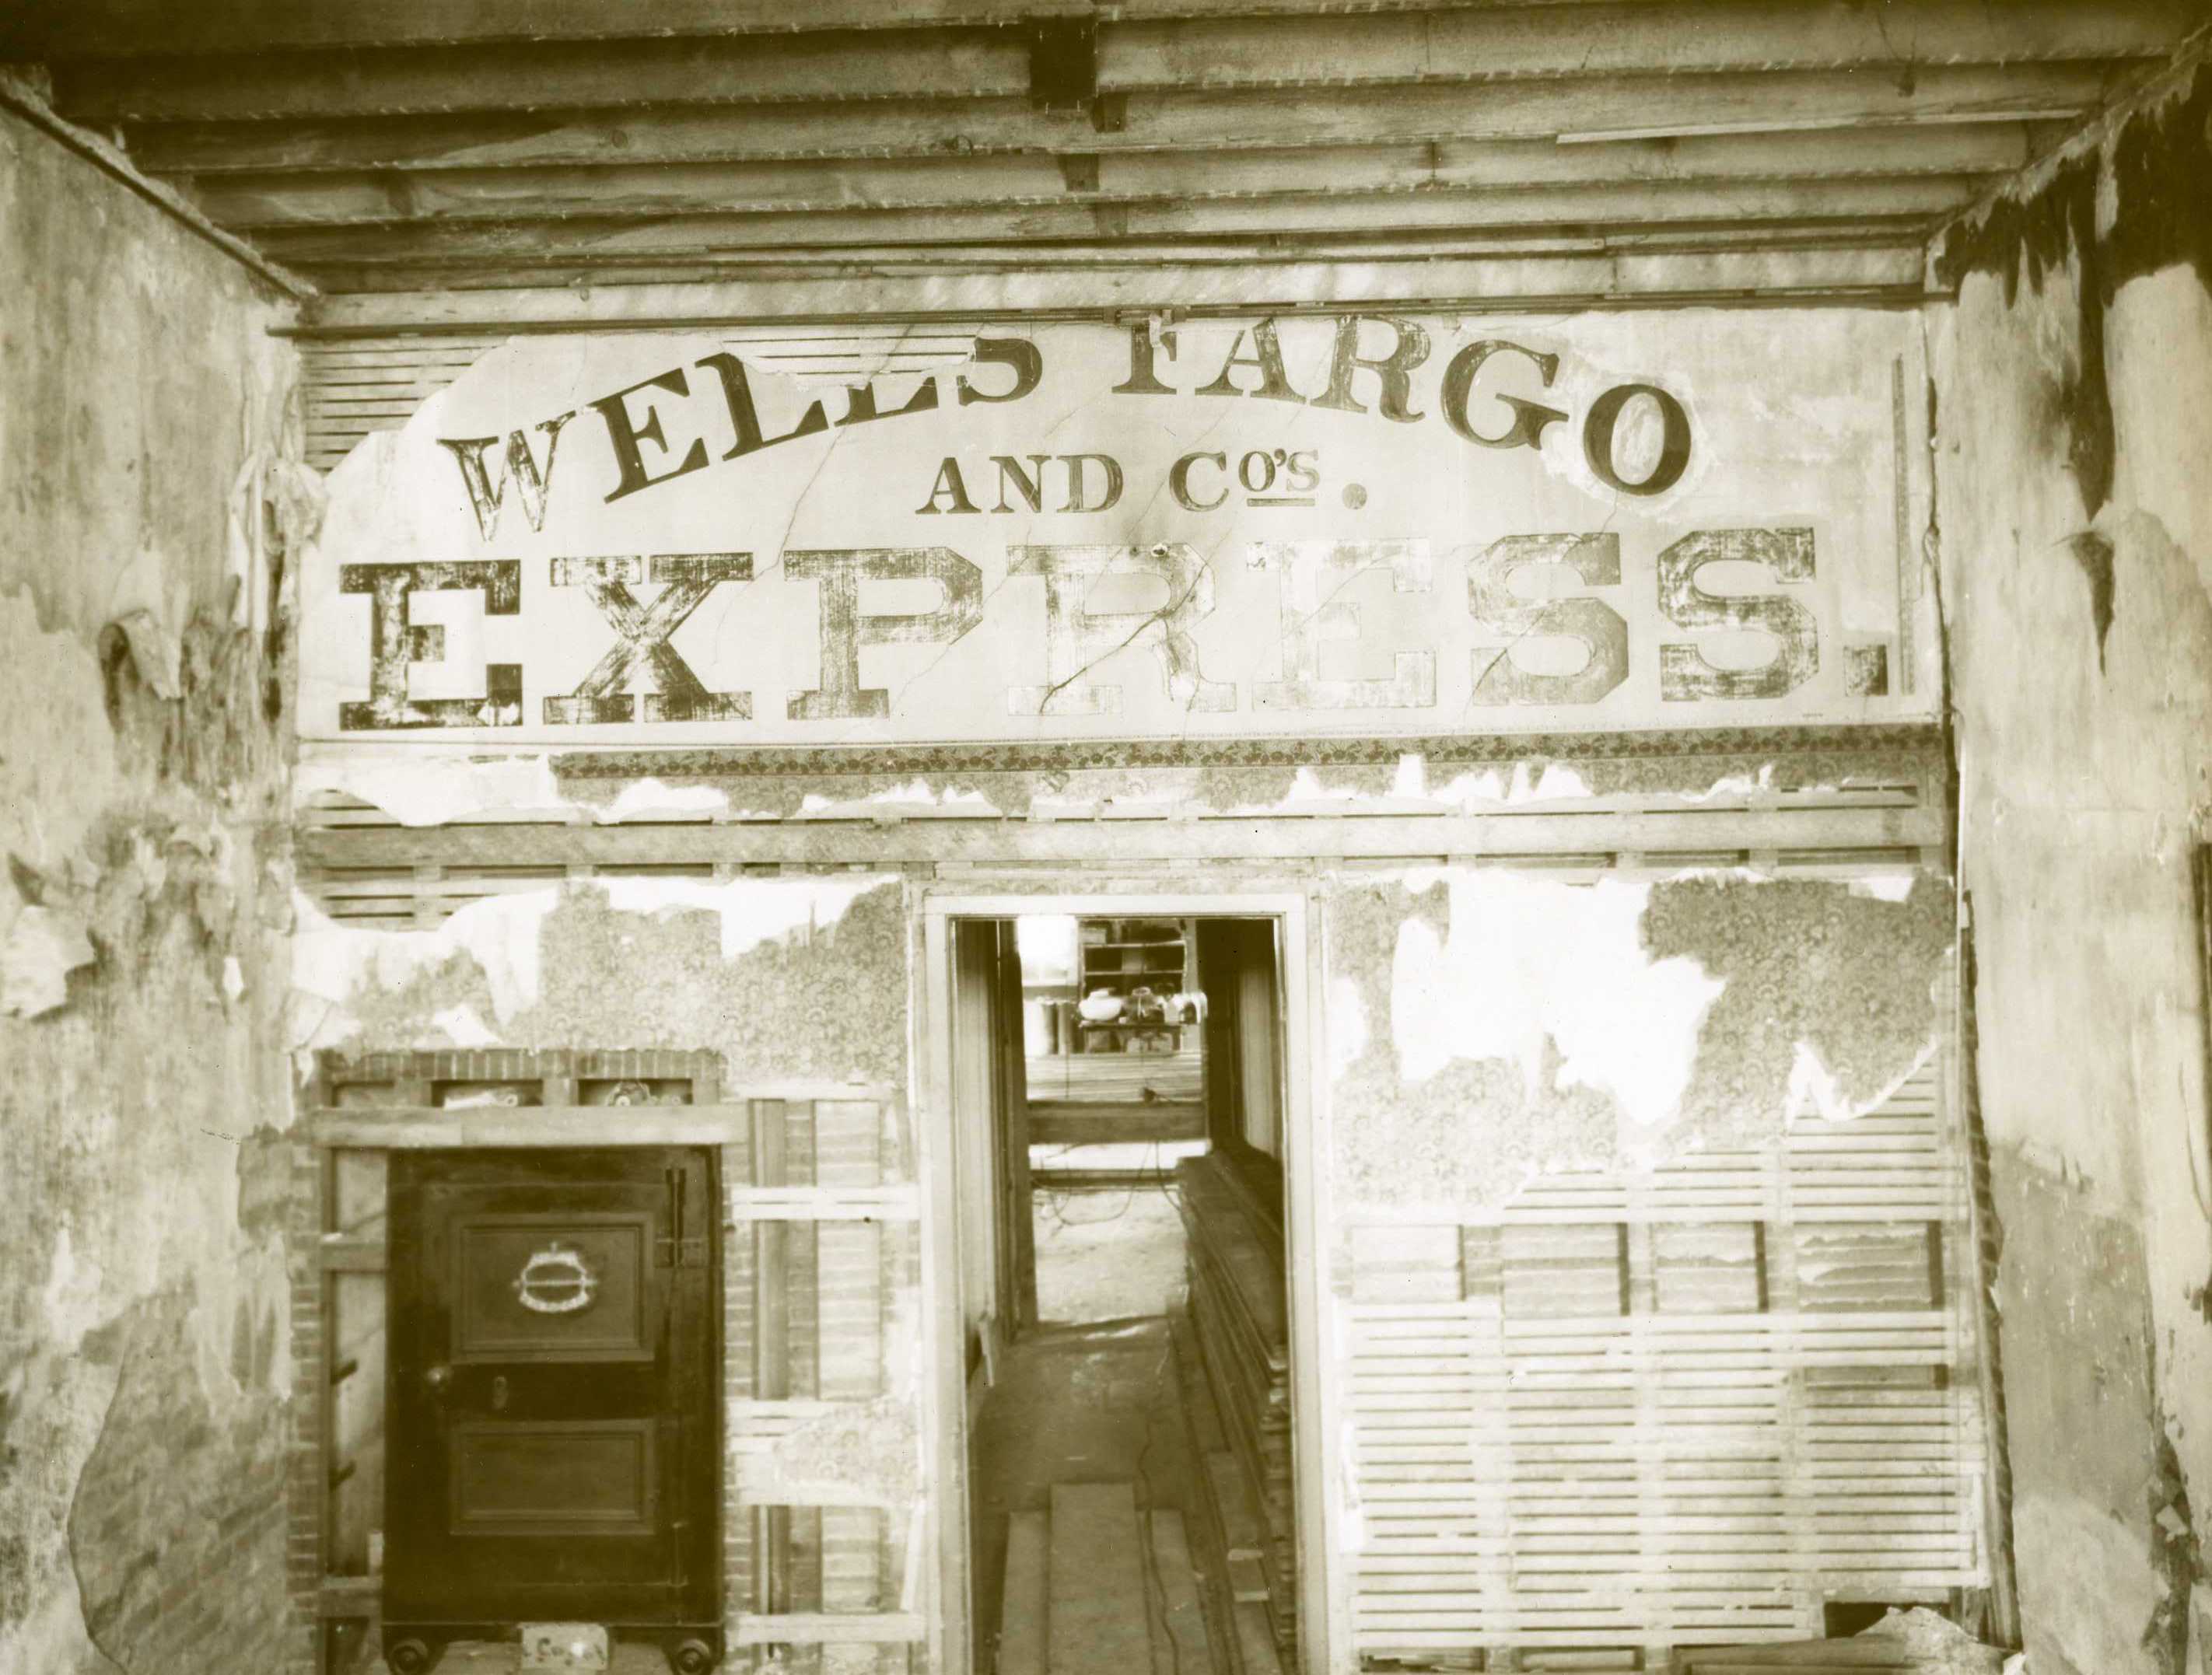 WELLS FARGO
AND CO'S.
EXPRESS.